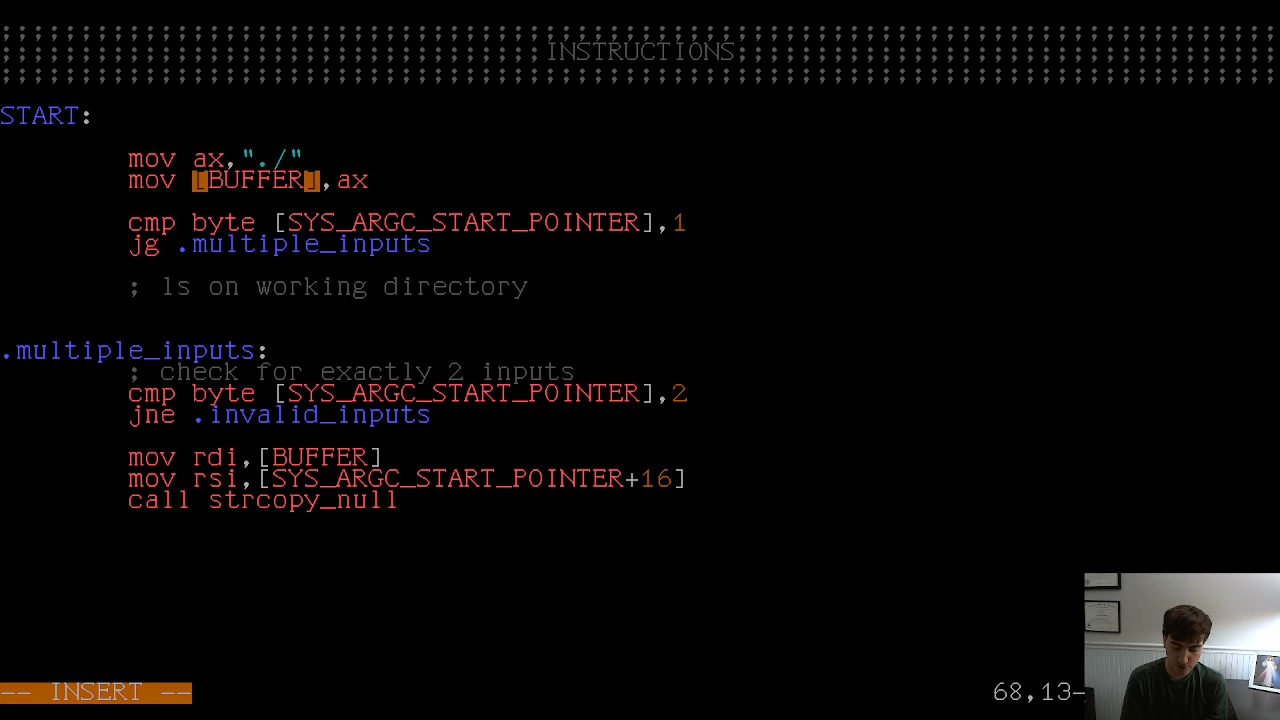 INSTRUCTIONS
START:
mov ax,"./"
mov [BUFFER],ax
cmp byte [SYS_ARGC_START_POINTER],1
jg .multiple_inputs
; ls on working directory
.multiple_inputs:
; check for exactly 2 inputs
cmp byte [SYS_ARGC_START_POINTER],2
jne .invalid_inputs
mov rdi,[BUFFER]
mov rsi,[SYS_ARGC_START_POINTER+16]
call strcopy_null
-- INSERT -- 68,13-